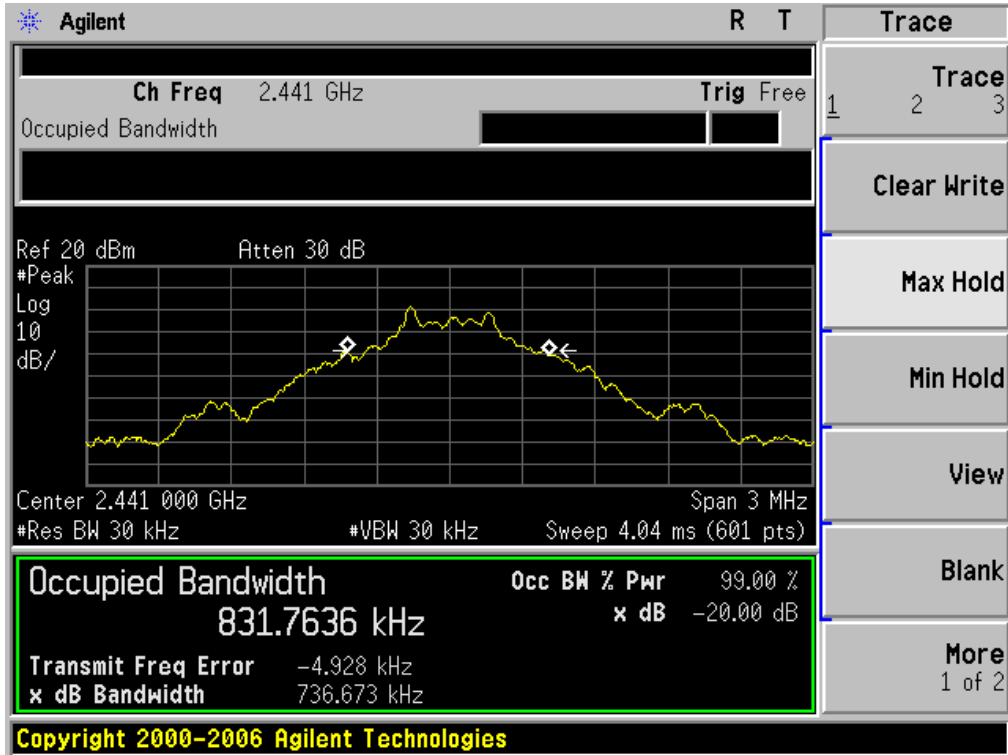 Agilent R T
Trace
Ch Freq 2.441 GHz Trig Free
Occupied Bandwidth
Ref 20 dBm Atten 30 dB
#Peak
Log
10
dB/
Center 2.441 000 GHz Span 3 MHz
#Res BW 30 kHz #VBW 30 kHz Sweep 4.04 ms (601 pts)
Occupied Bandwidth Occ BW % Pwr 99.00 %
831.7636 kHz x dB -20.00 dB
Transmit Freq Error -4.928 kHz
x dB Bandwidth 736.673 kHz
Copyright 2000-2006 Agilent Technologies
Trace
1 2 3
Clear Write
Max Hold
Min Hold
View
Blank
More
1 of 2